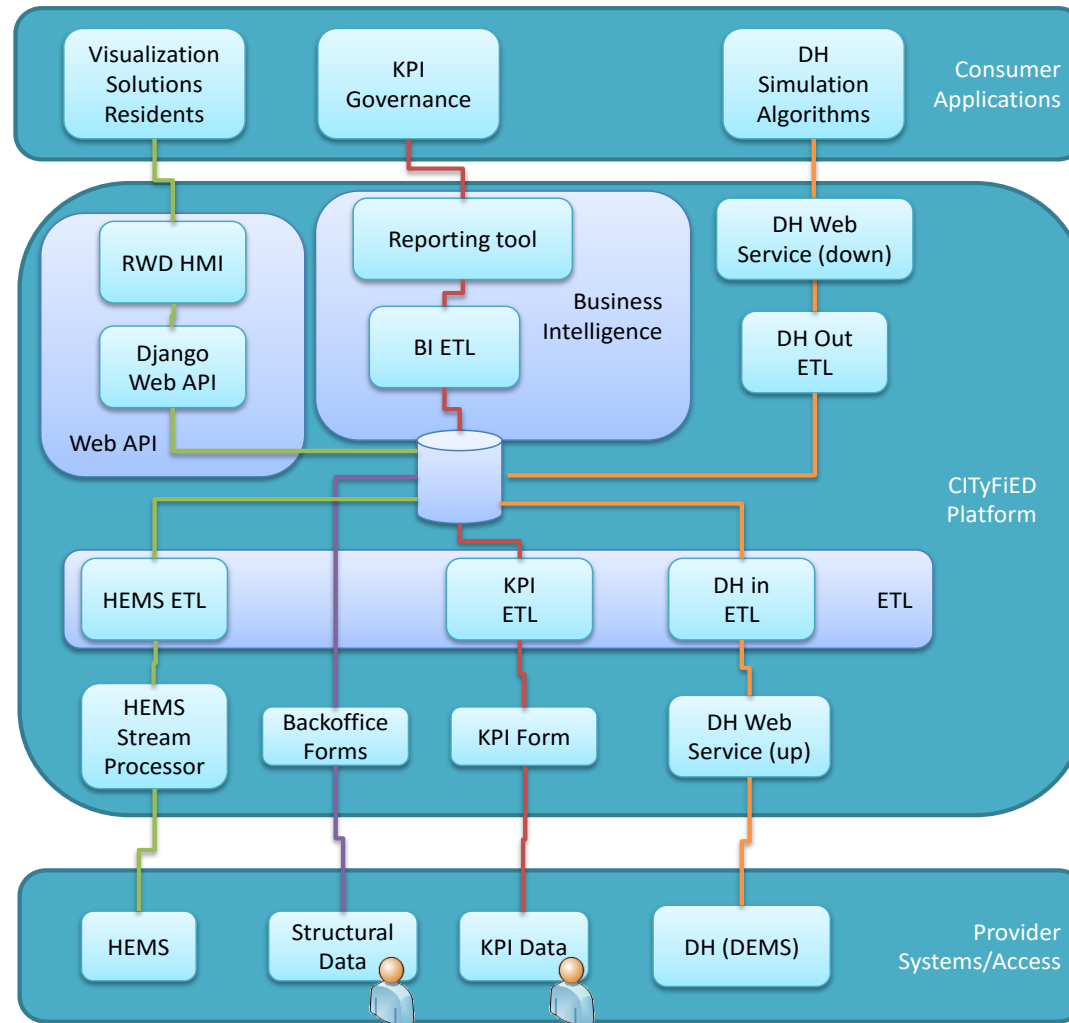 Visualization
Solutions
Residents
KPI
Governance
DH
Simulation
Algorithms
Consumer
Applications
RWD HMI
Django
Web API
Web API
Reporting tool
BI ETL
Business
Intelligence
DH Web
Service (down)
DH Out
ETL
CITyFiED
Platform
HEMS ETL
KPI
ETL
DH in
ETL
ETL
HEMS
Stream
Processor
Backoffice
Forms
KPI Form
DH Web
Service (up)
HEMS
Structural
Data
KPI Data
DH (DEMS)
Provider
Systems/Access